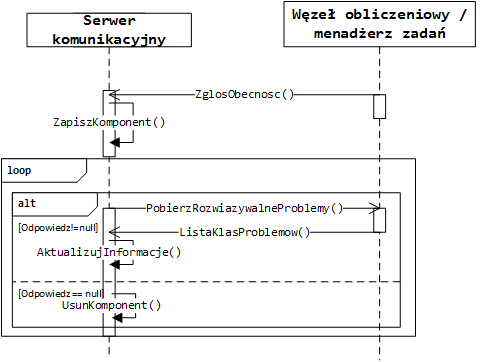 Serwer
komunikacyjny
Węzeł obliczeniowy /
menadżerz zadań
ZglosObecnosc()
ZapiszKomponent()
loop
alt
PobierzRozwiazywalneProblemy()
[Odpowiedz!=null]
ListaKlasProblemow()
AktualizujInformacje()
[Odpowiedz == null]
UsunKomponent()